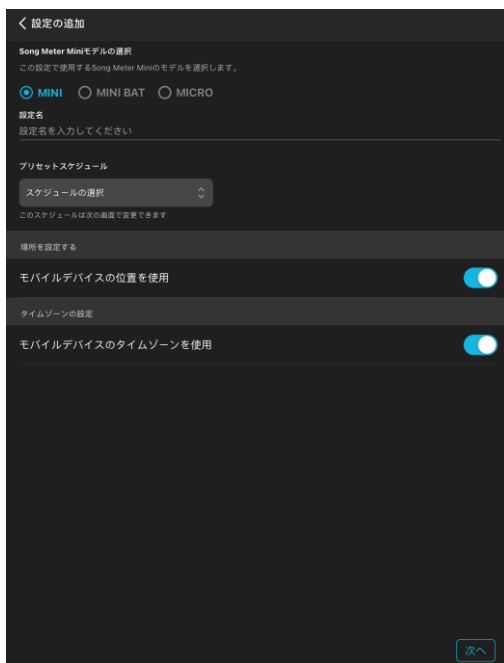 設定の追加
Song Meter Miniモデルの選択
この設定で使用するSong Meter Miniのモデルを選択します。
MINI MINI BAT MICRO
設定名
設定名を入力してください
プリセットスケジュール
スケジュールの選択
このスケジュールは次の画面で変更できます
場所を設定する
モバイルデバイスの位置を使用
タイムゾーンの設定
モバイルデバイスのタイムゾーンを使用
次へ